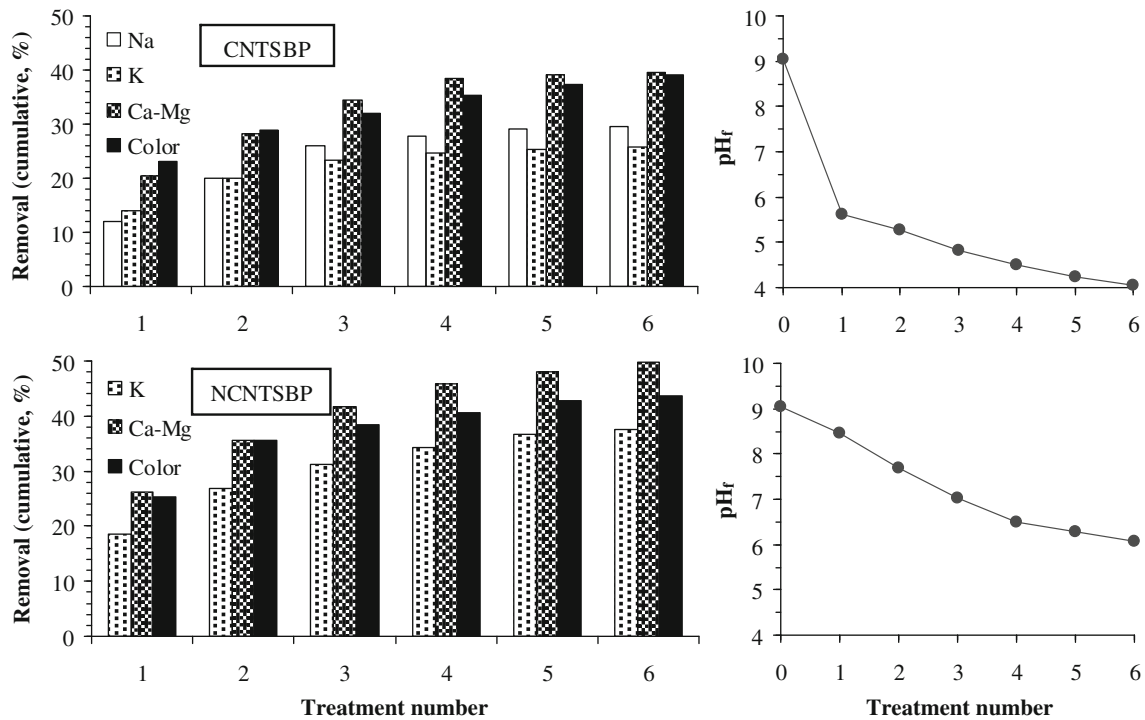 Removal (cumulative, %)
50
40
30
20
10
0
Na
K
Ca-Mg
Color
CNTSBP
1 2 3 4 5 6
pHf
10
9
8
7
6
5
4
0 1 2 3 4 5 6
Removal (cumulative, %)
50
40
30
20
10
0
K
Ca-Mg
Color
NCNTSBP
1 2 3 4 5 6
Treatment number
pHf
10
9
8
7
6
5
4
0 1 2 3 4 5 6
Treatment number